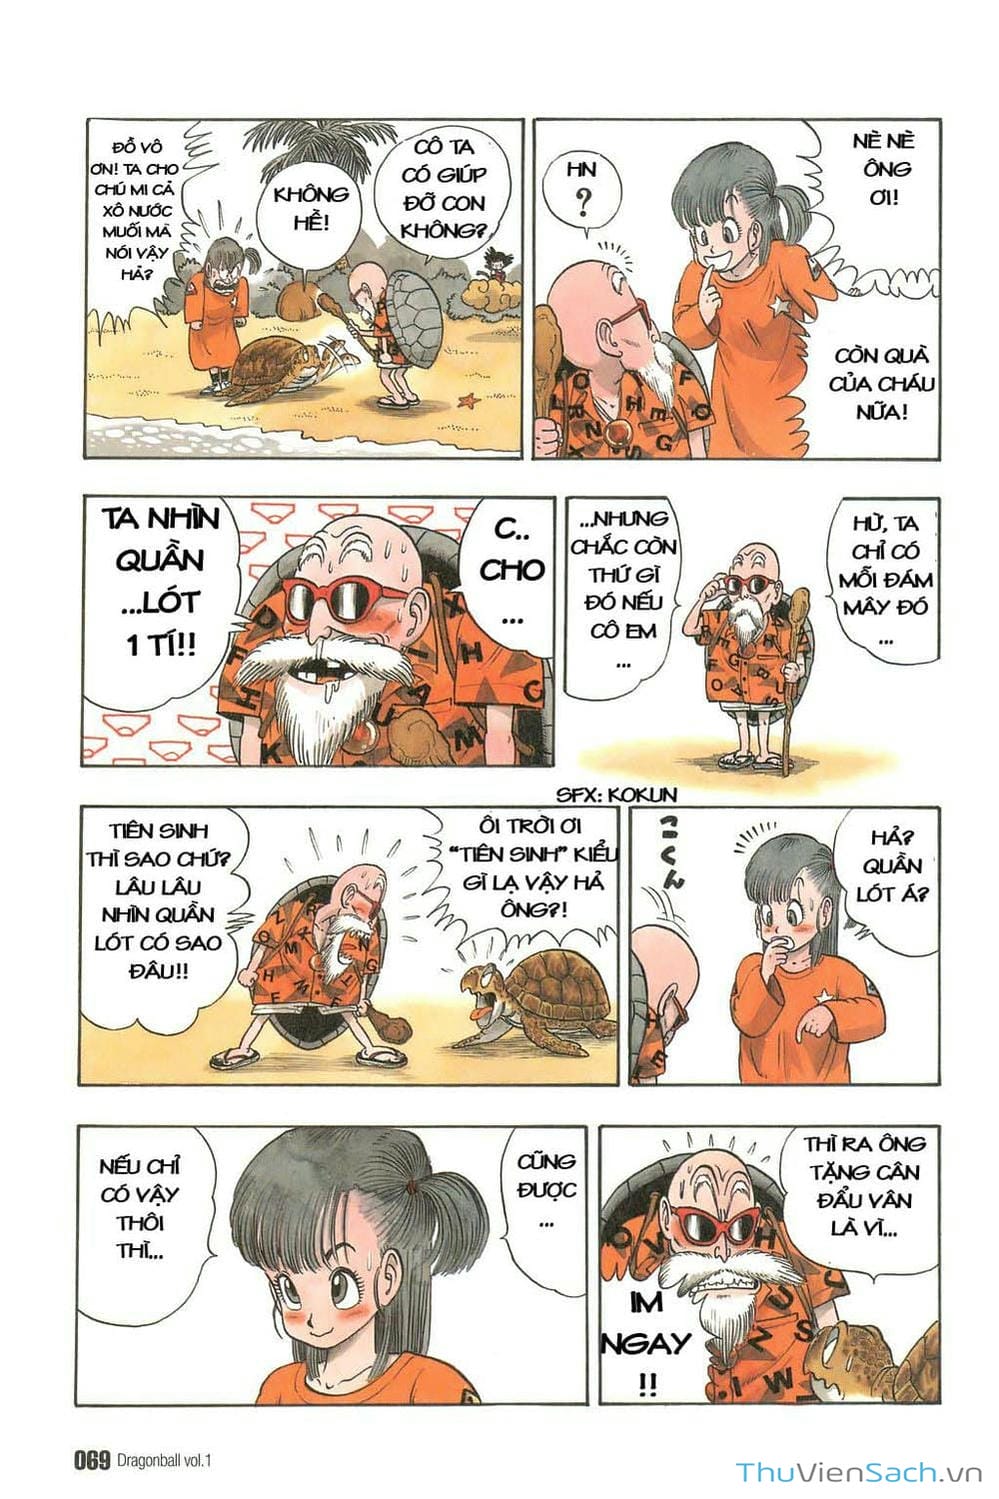 NÈ NÈ
ÔNG
ƠI!
HN
?
CÒN QUÀ
CỦA CHÁU
NỮA!
CÔ TA
CÓ GIÚP
ĐỠ CON
KHÔNG?
KHÔNG
HỀ!
ĐỒ VÔ
ƠN! TA CHO
CHÚ MI CẢ
XÔ NƯỚC
MUỐI MÀ
NÓI VẬY
HẢ?
HỪ, TA
CHỈ CÓ
MỖI ĐÁM
MÂY ĐÓ
...
...NHƯNG
CHẮC CÒN
THỨ GÌ
ĐÓ NẾU
CÔ EM
...
C..
CHO
...
TA NHÌN
QUẦN
...LÓT
1 TÍ!!
SFX: KOKUN
こくん
HẢ?
QUẦN
LÓT Á?
ÔI TRỜI ƠI
“TIÊN SINH” KIỂU
GÌ LẠ VẬY HẢ
ÔNG?!
TIÊN SINH
THÌ SAO CHỨ?
LÂU LÂU
NHÌN QUẦN
LÓT CÓ SAO
ĐÂU!!
THÌ RA ÔNG
TẶNG CÂN
ĐẨU VÂN
LÀ VÌ...
IM
NGAY
!!
CŨNG
ĐƯỢC
...
NẾU CHỈ
CÓ VẬY
THÔI
THÌ...
069 Dragonball vol.1
ThuVienSach.vn